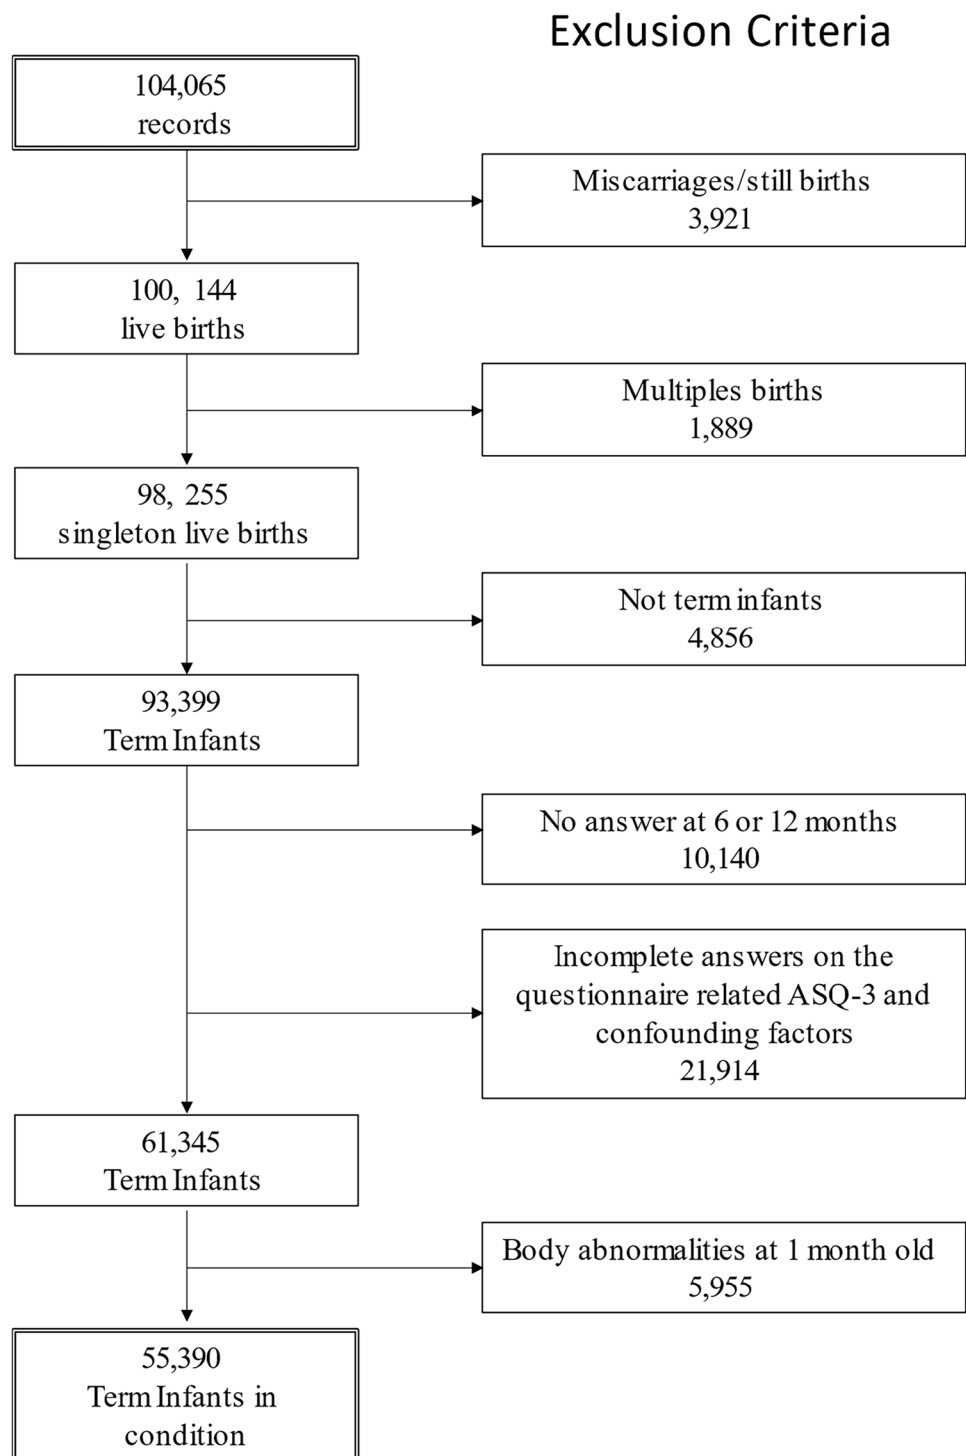 Exclusion Criteria
104,065
records
Miscarriages/still births
3,921
100, 144
live births
Multiples births
1,889
98, 255
singleton live births
Not term infants
4,856
93,399
Term Infants
No answer at 6 or 12 months
10,140
Incomplete answers on the
questionnaire related ASQ-3 and
confounding factors
21,914
61,345
Term Infants
Body abnormalities at 1 month old
5,955
55,390
Term Infants in
condition